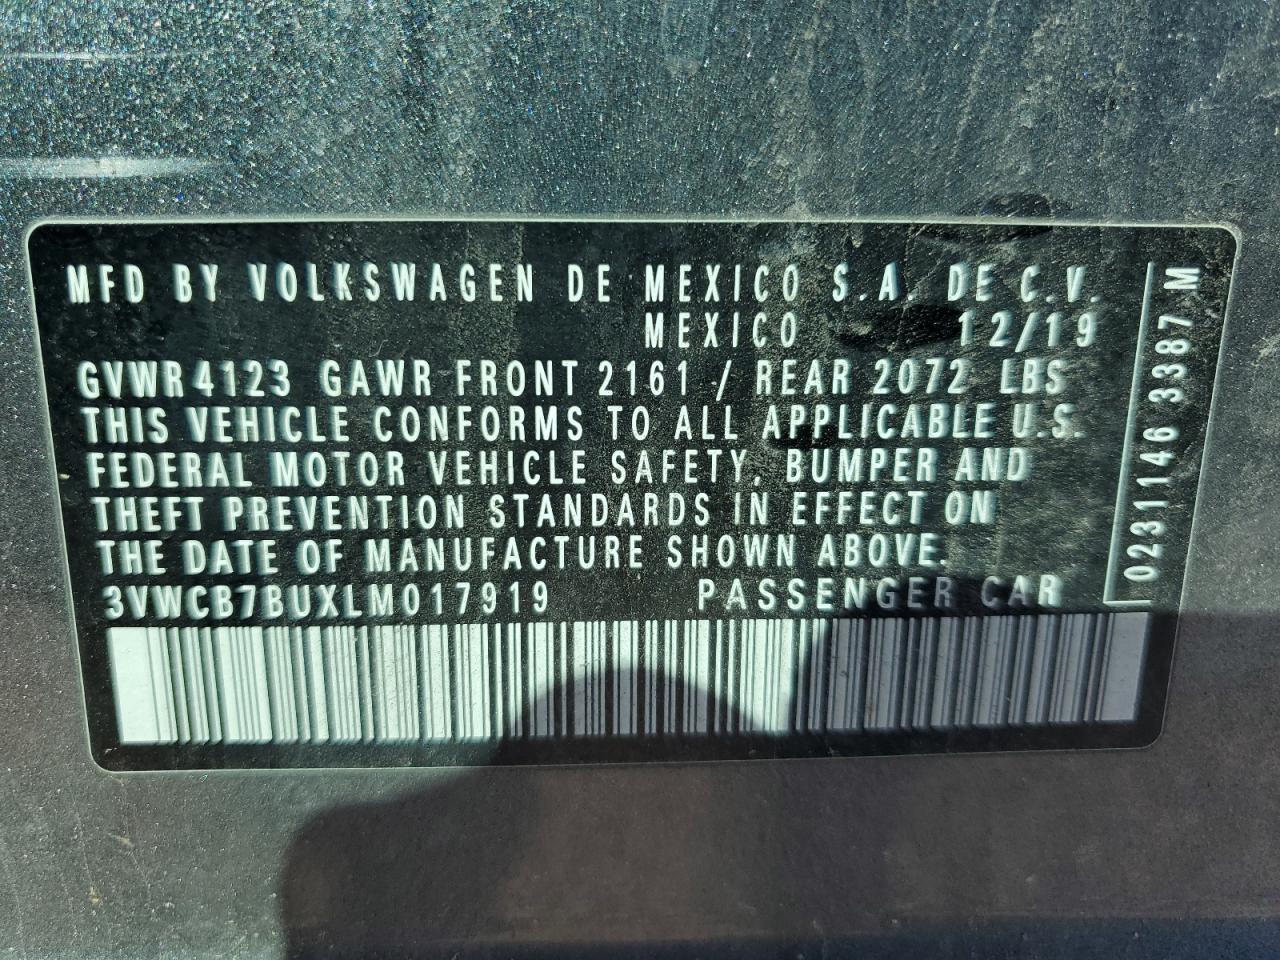 MFD BY VOLKSWAGEN DE MEXICO S.A. DE C.V.
MEXICO 12/19
GVWR 4123 GAWR FRONT 2161 / REAR 2072 LBS
THIS VEHICLE CONFORMS TO ALL APPLICABLE U.S.
FEDERAL MOTOR VEHICLE SAFETY, BUMPER AND
THEFT PREVENTION STANDARDS IN EFFECT ON
THE DATE OF MANUFACTURE SHOWN ABOVE.
3VWCB7BUXLM017919 PASSENGER CAR
0231146 3387 M